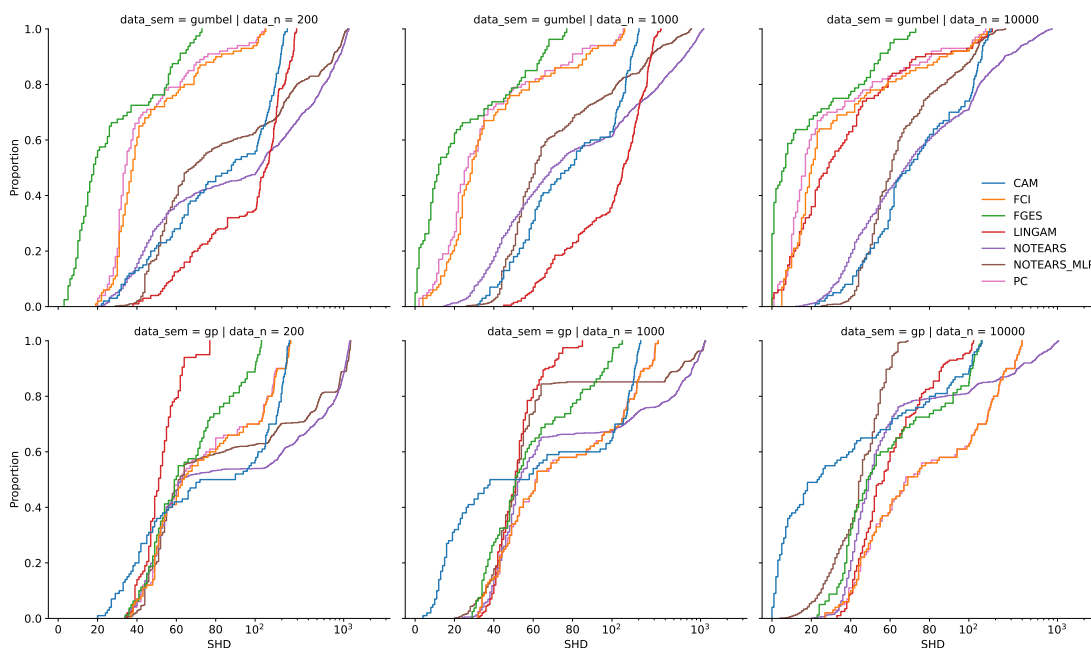 data_sem = gumbel | data_n = 200
data_sem = gumbel | data_n = 1000
data_sem = gumbel | data_n = 10000
1.0
0.8
0.6
0.4
0.2
0.0
Proportion
CAM
FCI
FGES
LINGAM
NOTEARS
NOTEARS_MLP
PC
data_sem = gp | data_n = 200
data_sem = gp | data_n = 1000
data_sem = gp | data_n = 10000
1.0
0.8
0.6
0.4
0.2
0.0
Proportion
0 20 40 60 80 10² 10³
0 20 40 60 80 10² 10³
0 20 40 60 80 10² 10³
SHD
SHD
SHD